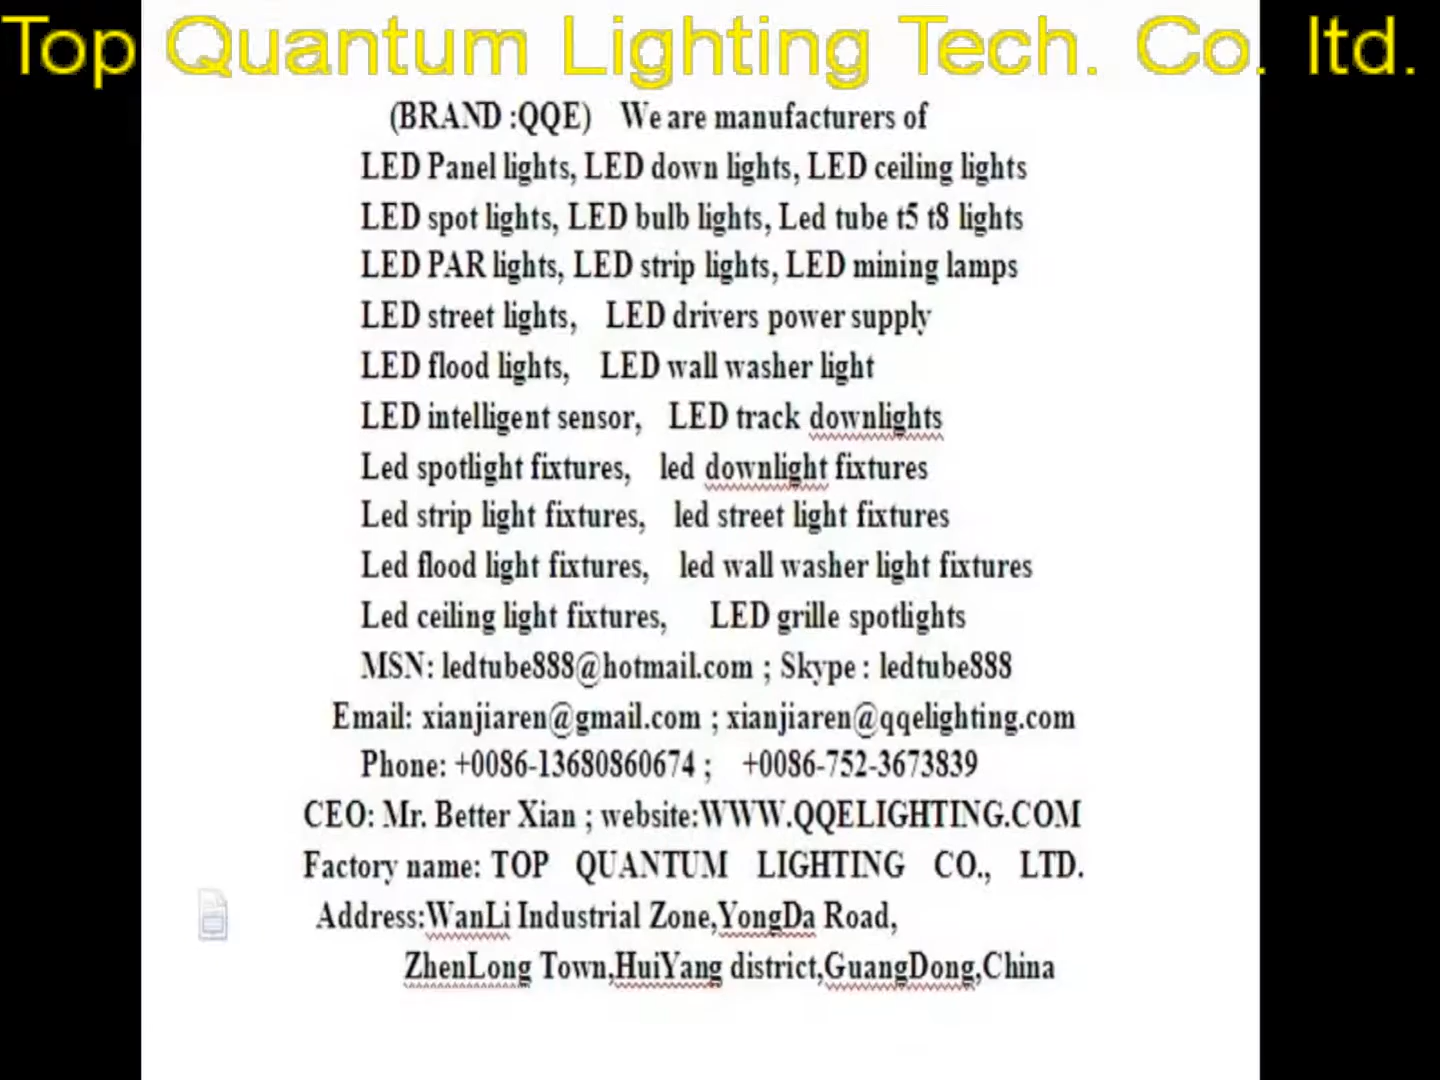 Top Quantum Lighting Tech. Co. ltd.
(BRAND :QQE) We are manufacturers of
LED Panel lights, LED down lights, LED ceiling lights
LED spot lights, LED bulb lights, Led tube t5 t8 lights
LED PAR lights, LED strip lights, LED mining lamps
LED street lights, LED drivers power supply
LED flood lights, LED wall washer light
LED intelligent sensor, LED track downlights
Led spotlight fixtures, led downlight fixtures
Led strip light fixtures, led street light fixtures
Led flood light fixtures, led wall washer light fixtures
Led ceiling light fixtures, LED grille spotlights
MSN: ledtube888@hotmail.com ; Skype : ledtube888
Email: xianjiaren@gmail.com ; xianjiaren@qqelighting.com
Phone: +0086-13680860674 ; +0086-752-3673839
CEO: Mr. Better Xian ; website:WWW.QQELIGHTING.COM
Factory name: TOP QUANTUM LIGHTING CO., LTD.
Address:WanLi Industrial Zone,YongDa Road,
ZhenLong Town,HuiYang district,GuangDong,China